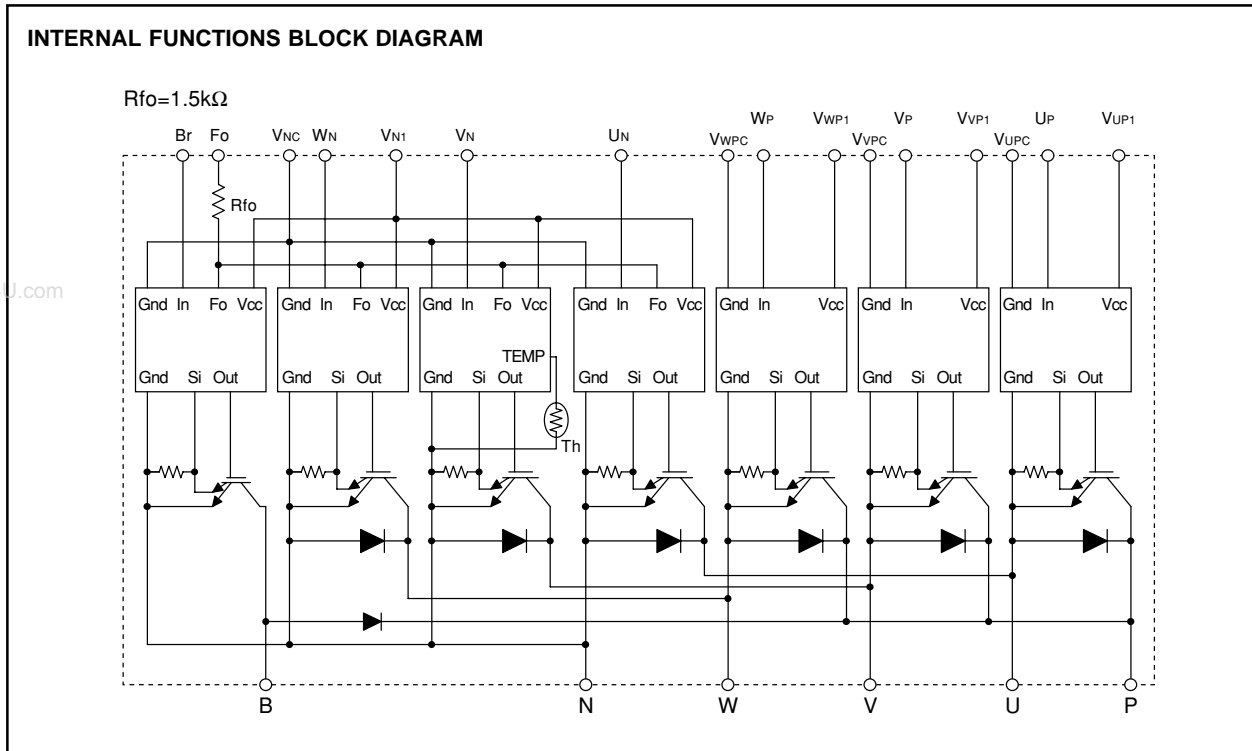 INTERNAL FUNCTIONS BLOCK DIAGRAM
Rfo=1.5kΩ
Br Fo VNC WN VN1 VN UN VWPC WP VWP1 VVPC VP VVP1 VUPC UP VUP1
Rfo
U.com
Gnd In Fo Vcc Gnd In Fo Vcc Gnd In Fo Vcc Gnd In Fo Vcc Gnd In Vcc Gnd In Vcc Gnd In Vcc
TEMP
Gnd Si Out Gnd Si Out Gnd Si Out Gnd Si Out Gnd Si Out Gnd Si Out Gnd Si Out
Th
B N W V U P